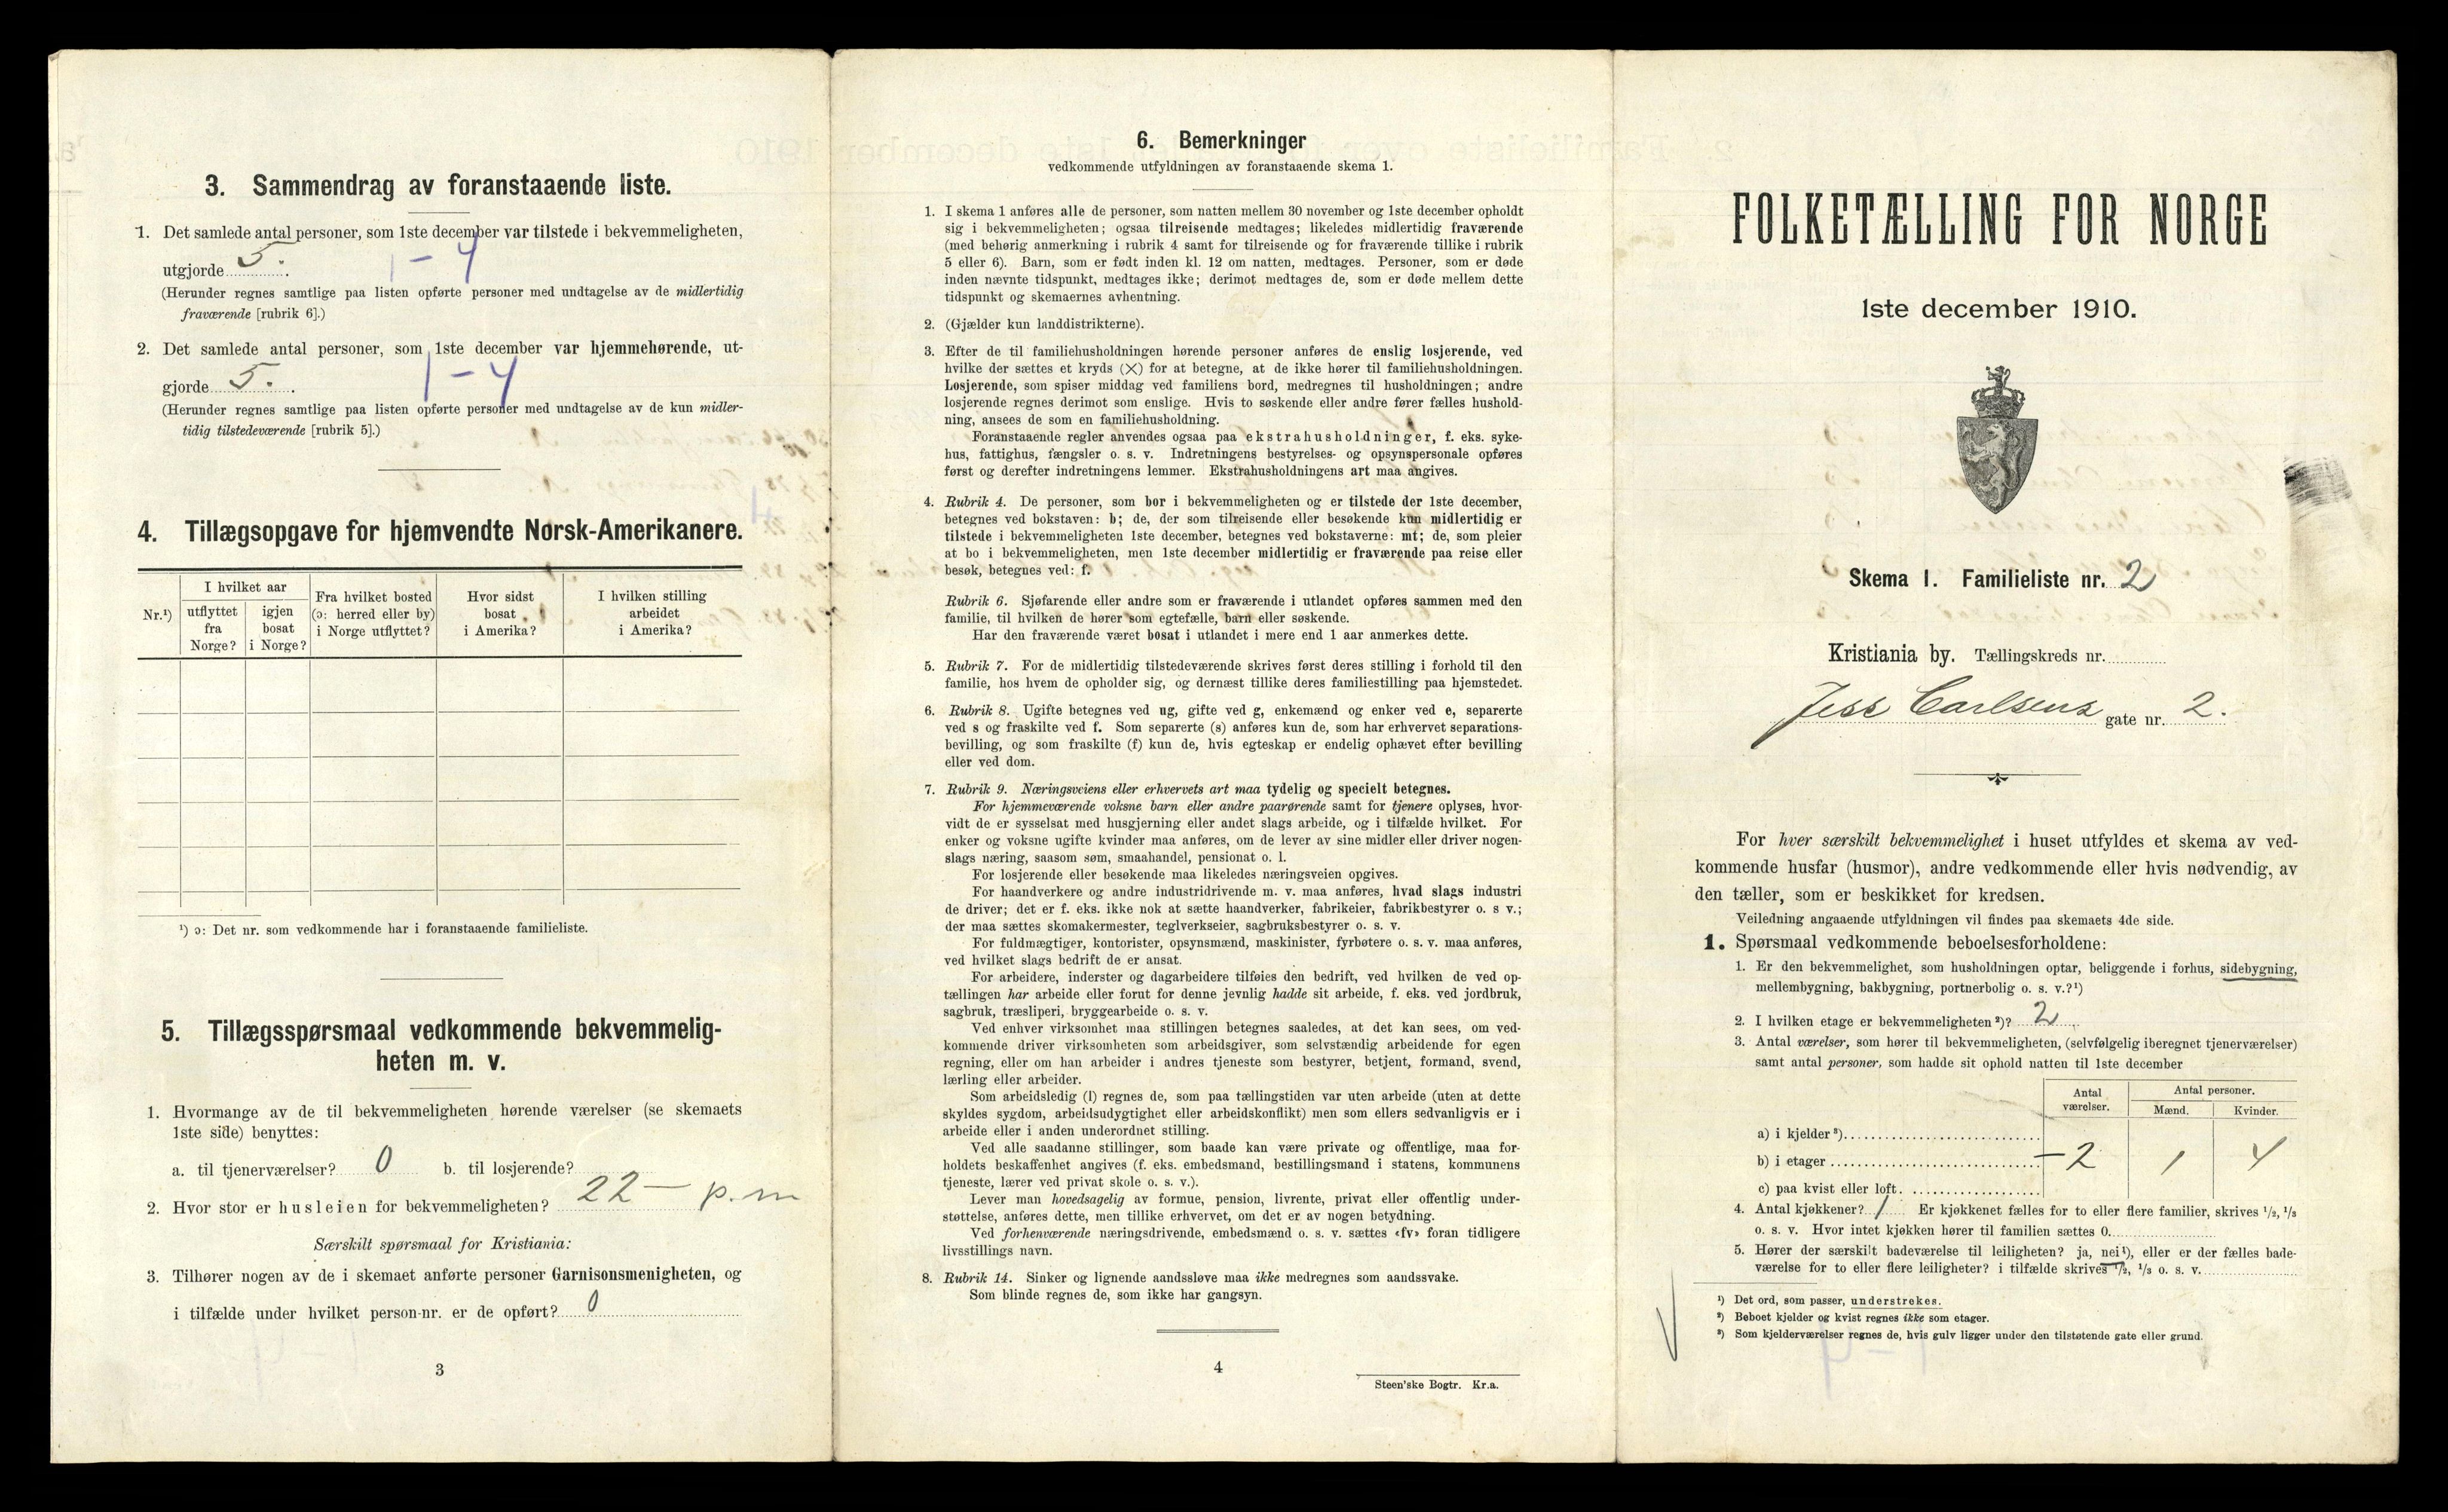 3. Sammendrag av foranstaaende liste.
1. Det samlede antal personer, som 1ste december var tilstede i bekvemmeligheten,
utgjorde 5. 1 - 4
(Herunder regnes samtlige paa listen opførte personer med undtagelse av de midlertidig
fraværende [rubrik 6].)
2. Det samlede antal personer, som 1ste december var hjemmehørende, ut-
gjorde 5. 1 - 4
(Herunder regnes samtlige paa listen opførte personer med undtagelse av de kun midler-
tidig tilstedeværende [rubrik 5].)
4. Tillægsopgave for hjemvendte Norsk-Amerikanere.
Nr.¹)
I hvilket aar
utflyttet
fra
Norge?
igjen
bosat
i Norge?
Fra hvilket bosted
(ɔ: herred eller by)
i Norge utflyttet?
Hvor sidst
bosat
i Amerika?
I hvilken stilling
arbeidet
i Amerika?
¹) ɔ: Det nr. som vedkommende har i foranstaaende familieliste.
5. Tillægsspørsmaal vedkommende bekvemmelig-
heten m. v.
1. Hvormange av de til bekvemmeligheten hørende værelser (se skemaets
1ste side) benyttes:
a. til tjenerværelser? 0 b. til losjerende?
2. Hvor stor er husleien for bekvemmeligheten? 22 - p.m
Særskilt spørsmaal for Kristiania:
3. Tilhører nogen av de i skemaet anførte personer Garnisonsmenigheten, og
i tilfælde under hvilket person-nr. er de opført? 0
3
6. Bemerkninger
vedkommende utfyldningen av foranstaaende skema 1.
1. I skema 1 anføres alle de personer, som natten mellem 30 november og 1ste december opholdt
sig i bekvemmeligheten; ogsaa tilreisende medtages; likeledes midlertidig fraværende
(med behørig anmerkning i rubrik 4 samt for tilreisende og for fraværende tillike i rubrik
5 eller 6). Barn, som er født inden kl. 12 om natten, medtages. Personer, som er døde
inden nævnte tidspunkt, medtages ikke; derimot medtages de, som er døde mellem dette
tidspunkt og skemaernes avhentning.
2. (Gjælder kun landdistrikterne).
3. Efter de til familiehusholdningen hørende personer anføres de enslig losjerende, ved
hvilke der sættes et kryds (×) for at betegne, at de ikke hører til familiehusholdningen.
Losjerende, som spiser middag ved familiens bord, medregnes til husholdningen; andre
losjerende regnes derimot som enslige. Hvis to søskende eller andre fører fælles hushold-
ning, ansees de som en familiehusholdning.
Foranstaaende regler anvendes ogsaa paa ekstrahusholdninger, f. eks. syke-
hus, fattighus, fængsler o. s. v. Indretningens bestyrelses- og opsynspersonale opføres
først og derefter indretningens lemmer. Ekstrahusholdningens art maa angives.
4. Rubrik 4. De personer, som bor i bekvemmeligheten og er tilstede der 1ste december,
betegnes ved bokstaven: b; de, der som tilreisende eller besøkende kun midlertidig er
tilstede i bekvemmeligheten 1ste december, betegnes ved bokstaverne: mt; de, som pleier
at bo i bekvemmeligheten, men 1ste december midlertidig er fraværende paa reise eller
besøk, betegnes ved: f.
Rubrik 6. Sjøfarende eller andre som er fraværende i utlandet opføres sammen med den
familie, til hvilken de hører som egtefælle, barn eller søskende.
Har den fraværende været bosat i utlandet i mere end 1 aar anmerkes dette.
5. Rubrik 7. For de midlertidig tilstedeværende skrives først deres stilling i forhold til den
familie, hos hvem de opholder sig, og dernæst tillike deres familiestilling paa hjemstedet.
6. Rubrik 8. Ugifte betegnes ved ug, gifte ved g, enkemænd og enker ved e, separerte
ved s og fraskilte ved f. Som separerte (s) anføres kun de, som har erhvervet separations-
bevilling, og som fraskilte (f) kun de, hvis egteskap er endelig ophævet efter bevilling
eller ved dom.
7. Rubrik 9. Næringsveiens eller erhvervets art maa tydelig og specielt betegnes.
For hjemmeværende voksne barn eller andre paarørende samt for tjenere oplyses, hvor-
vidt de er sysselsat med husgjerning eller andet slags arbeide, og i tilfælde hvilket. For
enker og voksne ugifte kvinder maa anføres, om de lever av sine midler eller driver nogen-
slags næring, saasom søm, smaahandel, pensionat o. l.
For losjerende eller besøkende maa likeledes næringsveien opgives.
For haandverkere og andre industridrivende m. v. maa anføres, hvad slags industri
de driver; det er f. eks. ikke nok at sætte haandverker, fabrikeier, fabrikbestyrer o. s v.;
der maa sættes skomakermester, teglverkseier, sagbruksbestyrer o. s. v.
For fuldmægtiger, kontorister, opsynsmænd, maskinister, fyrbøtere o. s. v. maa anføres,
ved hvilket slags bedrift de er ansat.
For arbeidere, inderster og dagarbeidere tilføies den bedrift, ved hvilken de ved op-
tællingen har arbeide eller forut for denne jevnlig hadde sit arbeide, f. eks. ved jordbruk,
sagbruk, træsliperi, bryggearbeide o. s. v.
Ved enhver virksomhet maa stillingen betegnes saaledes, at det kan sees, om ved-
kommende driver virksomheten som arbeidsgiver, som selvstændig arbeidende for egen
regning, eller om han arbeider i andres tjeneste som bestyrer, betjent, formand, svend,
lærling eller arbeider.
Som arbeidsledig (l) regnes de, som paa tællingstiden var uten arbeide (uten at dette
skyldes sygdom, arbeidsudygtighet eller arbeidskonflikt) men som ellers sedvanligvis er i
arbeide eller i anden underordnet stilling.
Ved alle saadanne stillinger, som baade kan være private og offentlige, maa for-
holdets beskaffenhet angives (f. eks. embedsmand, bestillingsmand i statens, kommunens
tjeneste, lærer ved privat skole o. s. v.).
Lever man hovedsagelig av formue, pension, livrente, privat eller offentlig under-
støttelse, anføres dette, men tillike erhvervet, om det er av nogen betydning.
Ved forhenværende næringsdrivende, embedsmænd o. s. v. sættes «fv» foran tidligere
livsstillings navn.
8. Rubrik 14. Sinker og lignende aandssløve maa ikke medregnes som aandssvake.
Som blinde regnes de, som ikke har gangsyn.
4
Steen'ske Bogtr. Kr.a.
FOLKETÆLLING FOR NORGE
1ste december 1910.
Skema 1. Familieliste nr. 2
Kristiania by. Tællingskreds nr.
Jess Carlsens gate nr. 2.
For hver særskilt bekvemmelighet i huset utfyldes et skema av ved-
kommende husfar (husmor), andre vedkommende eller hvis nødvendig, av
den tæller, som er beskikket for kredsen.
Veiledning angaaende utfyldningen vil findes paa skemaets 4de side.
1. Spørsmaal vedkommende beboelsesforholdene:
1. Er den bekvemmelighet, som husholdningen optar, beliggende i forhus, sidebygning,
mellembygning, bakbygning, portnerbolig o. s. v.?¹)
2. I hvilken etage er bekvemmeligheten²)? 2
3. Antal værelser, som hører til bekvemmeligheten, (selvfølgelig iberegnet tjenerværelser)
samt antal personer, som hadde sit ophold natten til 1ste december
Antal
værelser.
Antal personer.
Mænd. Kvinder.
a) i kjelder³)
b) i etager - 2 1 4
c) paa kvist eller loft.
4. Antal kjøkkener? 1 Er kjøkkenet fælles for to eller flere familier, skrives 1/2, 1/3
o. s. v. Hvor intet kjøkken hører til familien sættes 0.
5. Hører der særskilt badeværelse til leiligheten? ja, nei¹), eller er der fælles bade-
værelse for to eller flere leiligheter? i tilfælde skrives 1/2, 1/3 o. s. v.
¹) Det ord, som passer, understrekes.
²) Beboet kjelder og kvist regnes ikke som etager.
³) Som kjelderværelser regnes de, hvis gulv ligger under den tilstøtende gate eller grund.